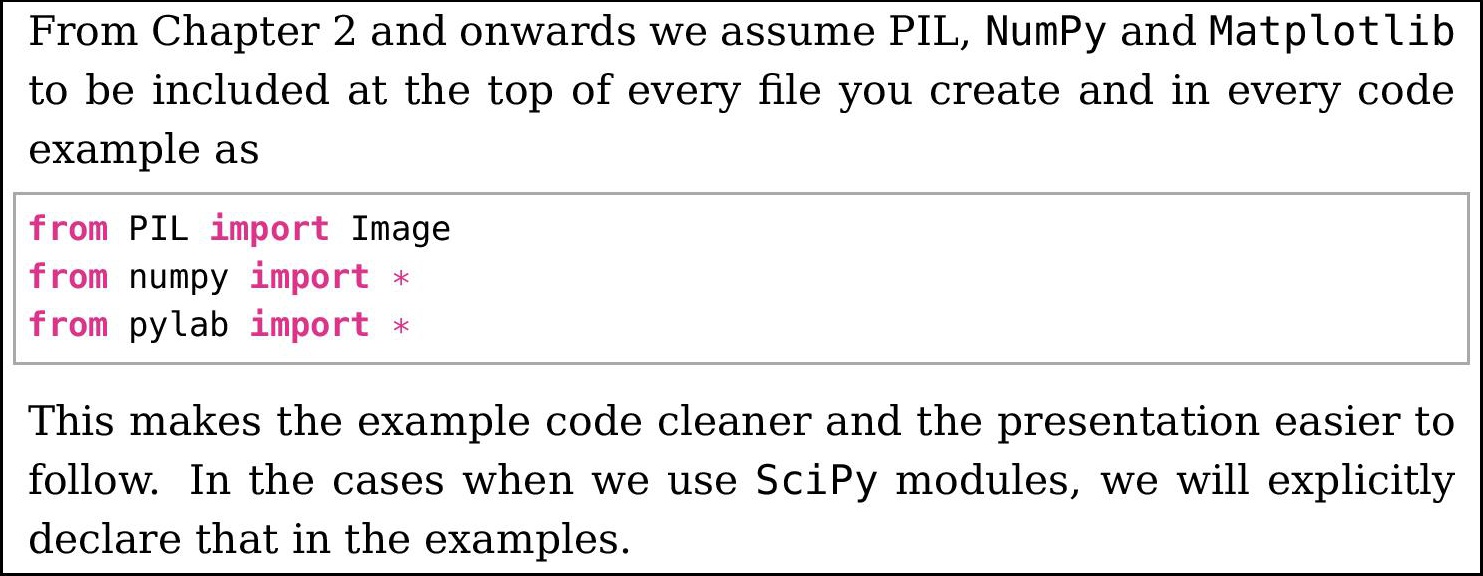 From Chapter 2 and onwards we assume PIL, NumPy and Matplotlib
to be included at the top of every file you create and in every code
example as
from PIL import Image
from numpy import *
from pylab import *
This makes the example code cleaner and the presentation easier to
follow. In the cases when we use SciPy modules, we will explicitly
declare that in the examples.